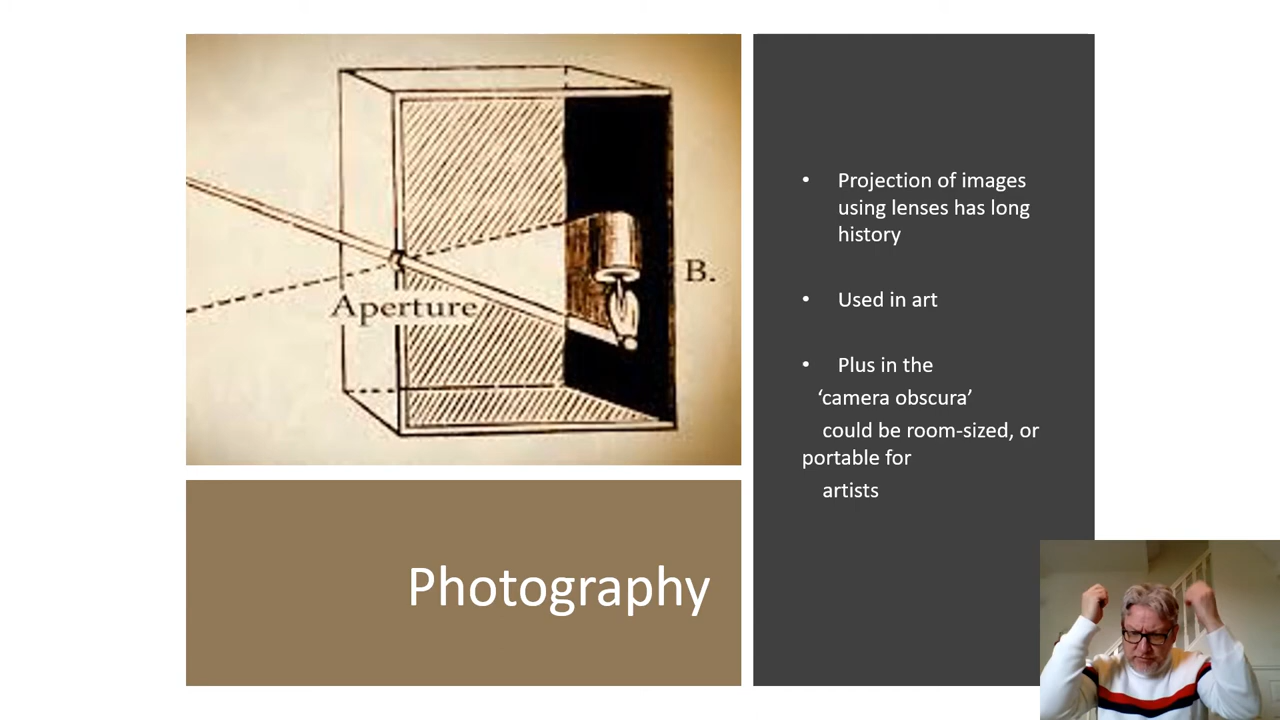 Aperture
B.
Photography
• Projection of images
using lenses has long
history
• Used in art
• Plus in the
‘camera obscura’
could be room-sized, or
portable for
artists